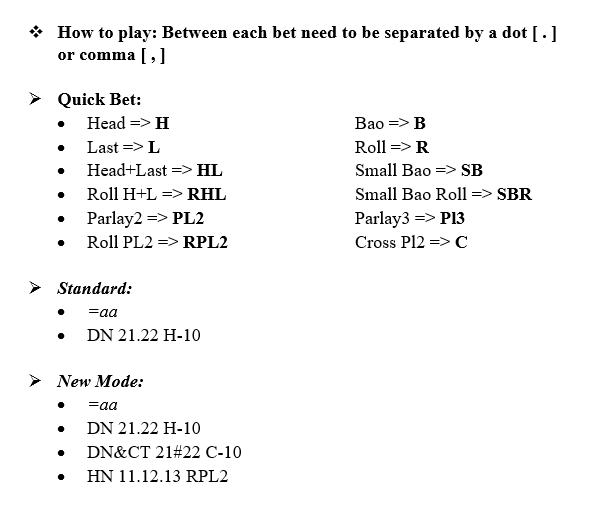 ❖ How to play: Between each bet need to be separated by a dot [ . ]
or comma [ , ]
➢ Quick Bet:
• Head => H
• Last => L
• Head+Last => HL
• Roll H+L => RHL
• Parlay2 => PL2
• Roll PL2 => RPL2
Bao => B
Roll => R
Small Bao => SB
Small Bao Roll => SBR
Parlay3 => Pl3
Cross Pl2 => C
➢ Standard:
• =aa
• DN 21.22 H-10
➢ New Mode:
• =aa
• DN 21.22 H-10
• DN&CT 21#22 C-10
• HN 11.12.13 RPL2